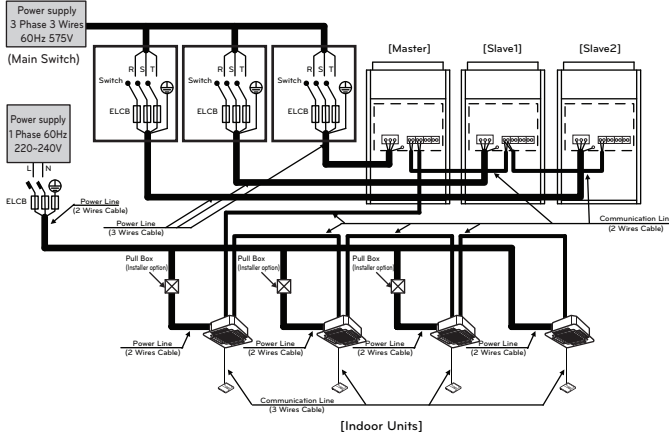 Power supply
3 Phase 3 Wires
60Hz 575V
(Main Switch)
[Master]
[Slave1]
[Slave2]
R S T
R S T
R S T
Switch
Switch
Switch
ELCB
ELCB
ELCB
Power supply
1 Phase 60Hz
220~240V
L N
ELCB
Power Line
(2 Wires Cable)
Power Line
(3 Wires Cable)
Communication Lin
(2 Wires Cable)
Pull Box
(Installer option)
Pull Box
(Installer option)
Pull Box
(Installer option)
Power Line
(2 Wires Cable)
Power Line
(2 Wires Cable)
Power Line
(2 Wires Cable)
Power Line
(2 Wires Cable)
Communication Line
(3 Wires Cable)
[Indoor Units]